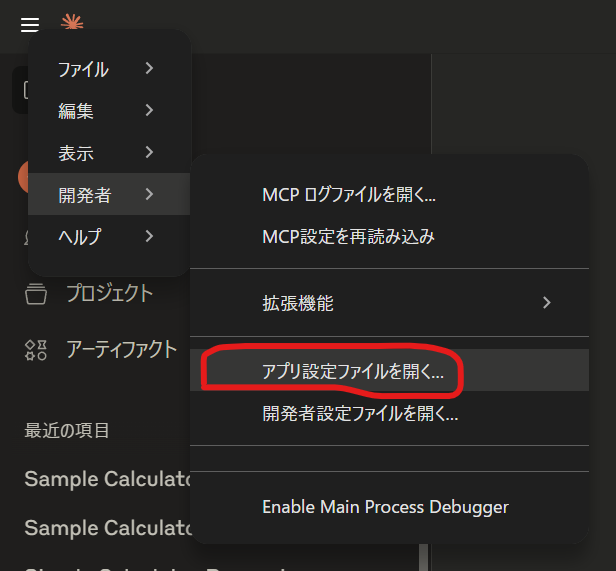 ファイル
編集
表示
開発者
ヘルプ
MCP ログファイルを開く...
MCP設定を再読み込み
拡張機能
アプリ設定ファイルを開く...
開発者設定ファイルを開く...
Enable Main Process Debugger
プロジェクト
アーティファクト
最近の項目
Sample Calculato
Sample Calculato